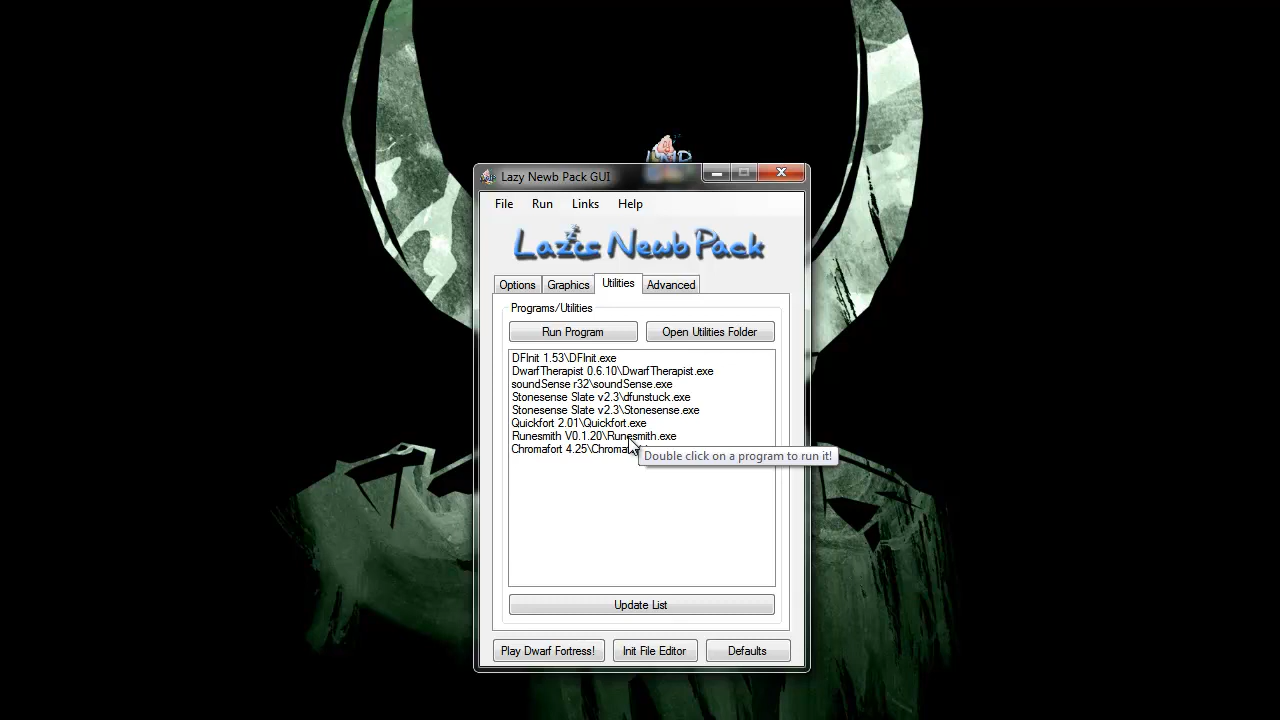 LNP
Lazy Newb Pack GUI
File Run Links Help
Lazy Newb Pack
Options Graphics Utilities Advanced
Programs/Utilities
Run Program Open Utilities Folder
DFInit 1.53\DFInit.exe
DwarfTherapist 0.6.10\DwarfTherapist.exe
soundSense r32\soundSense.exe
Stonesense Slate v2.3\dfunstuck.exe
Stonesense Slate v2.3\Stonesense.exe
Quickfort 2.01\Quickfort.exe
Runesmith V0.1.20\Runesmith.exe
Chromafort 4.25\Chroma
Double click on a program to run it!
Update List
Play Dwarf Fortress! Init File Editor Defaults